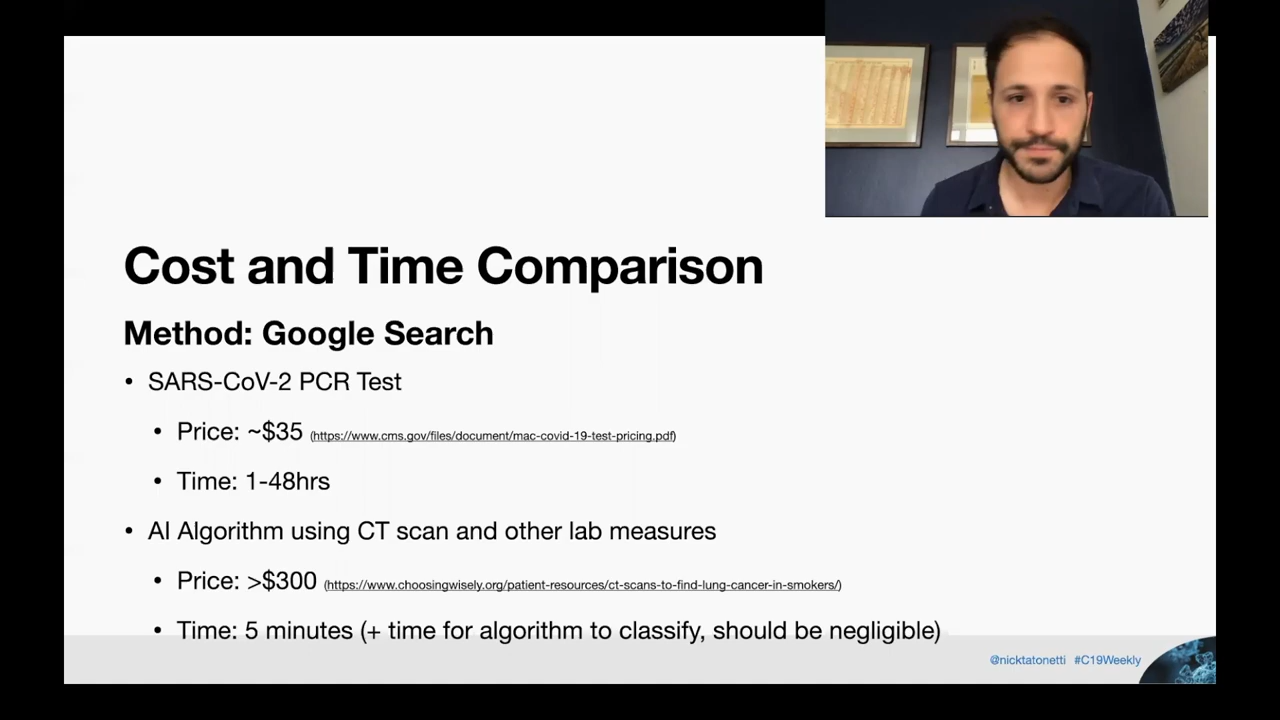 Cost and Time Comparison
Method: Google Search
• SARS-CoV-2 PCR Test
• Price: ~$35 (https://www.cms.gov/files/document/mac-covid-19-test-pricing.pdf)
• Time: 1-48hrs
• AI Algorithm using CT scan and other lab measures
• Price: >$300 (https://www.choosingwisely.org/patient-resources/ct-scans-to-find-lung-cancer-in-smokers/)
• Time: 5 minutes (+ time for algorithm to classify, should be negligible)
@nicktatonetti #C19Weekly